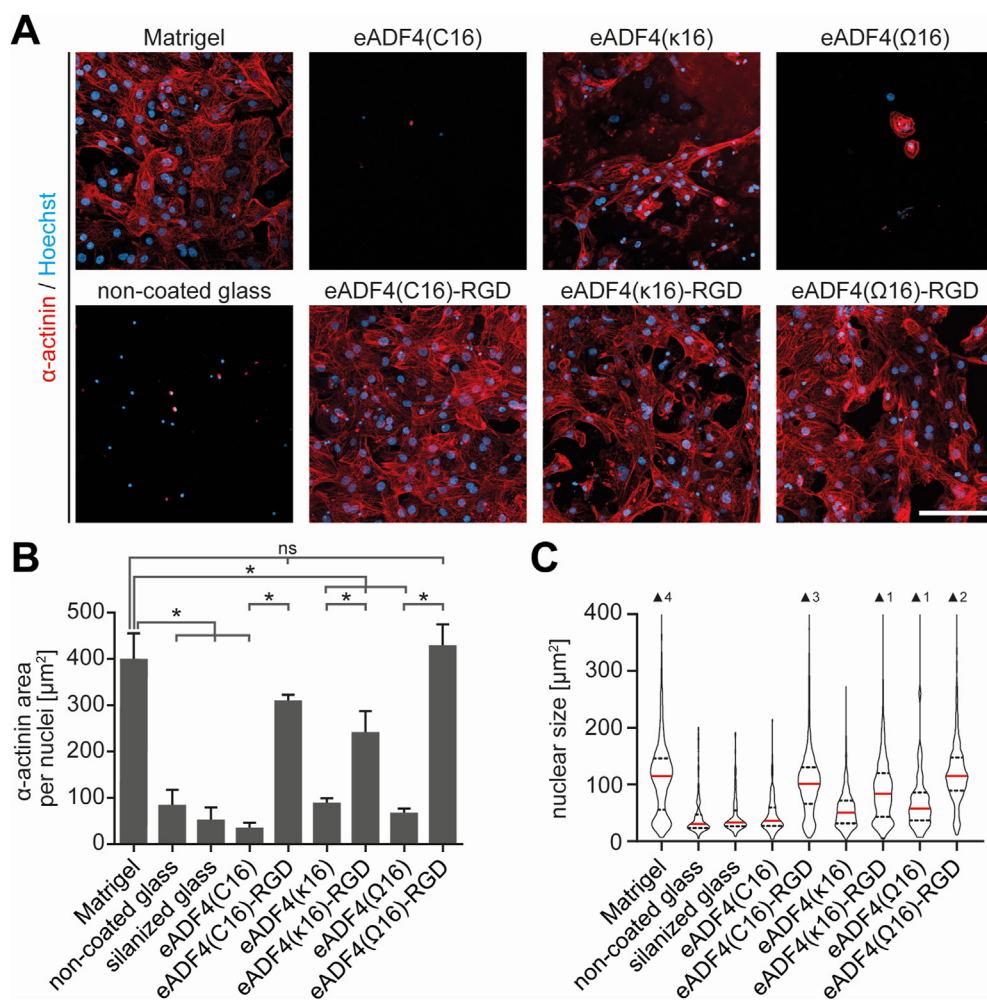 A
Matrigel
eADF4(C16)
eADF4(κ16)
eADF4(Ω16)
α-actinin / Hoechst
non-coated glass
eADF4(C16)-RGD
eADF4(κ16)-RGD
eADF4(Ω16)-RGD
B
ns
*
*
*
*
*
α-actinin area
per nuclei [µm²]
500
400
300
200
100
0
Matrigel
non-coated glass
silanized glass
eADF4(C16)
eADF4(C16)-RGD
eADF4(κ16)
eADF4(κ16)-RGD
eADF4(Ω16)
eADF4(Ω16)-RGD
C
▲4
▲3
▲1
▲1
▲2
nuclear size [µm²]
400
300
200
100
0
Matrigel
non-coated glass
silanized glass
eADF4(C16)
eADF4(C16)-RGD
eADF4(κ16)
eADF4(κ16)-RGD
eADF4(Ω16)
eADF4(Ω16)-RGD